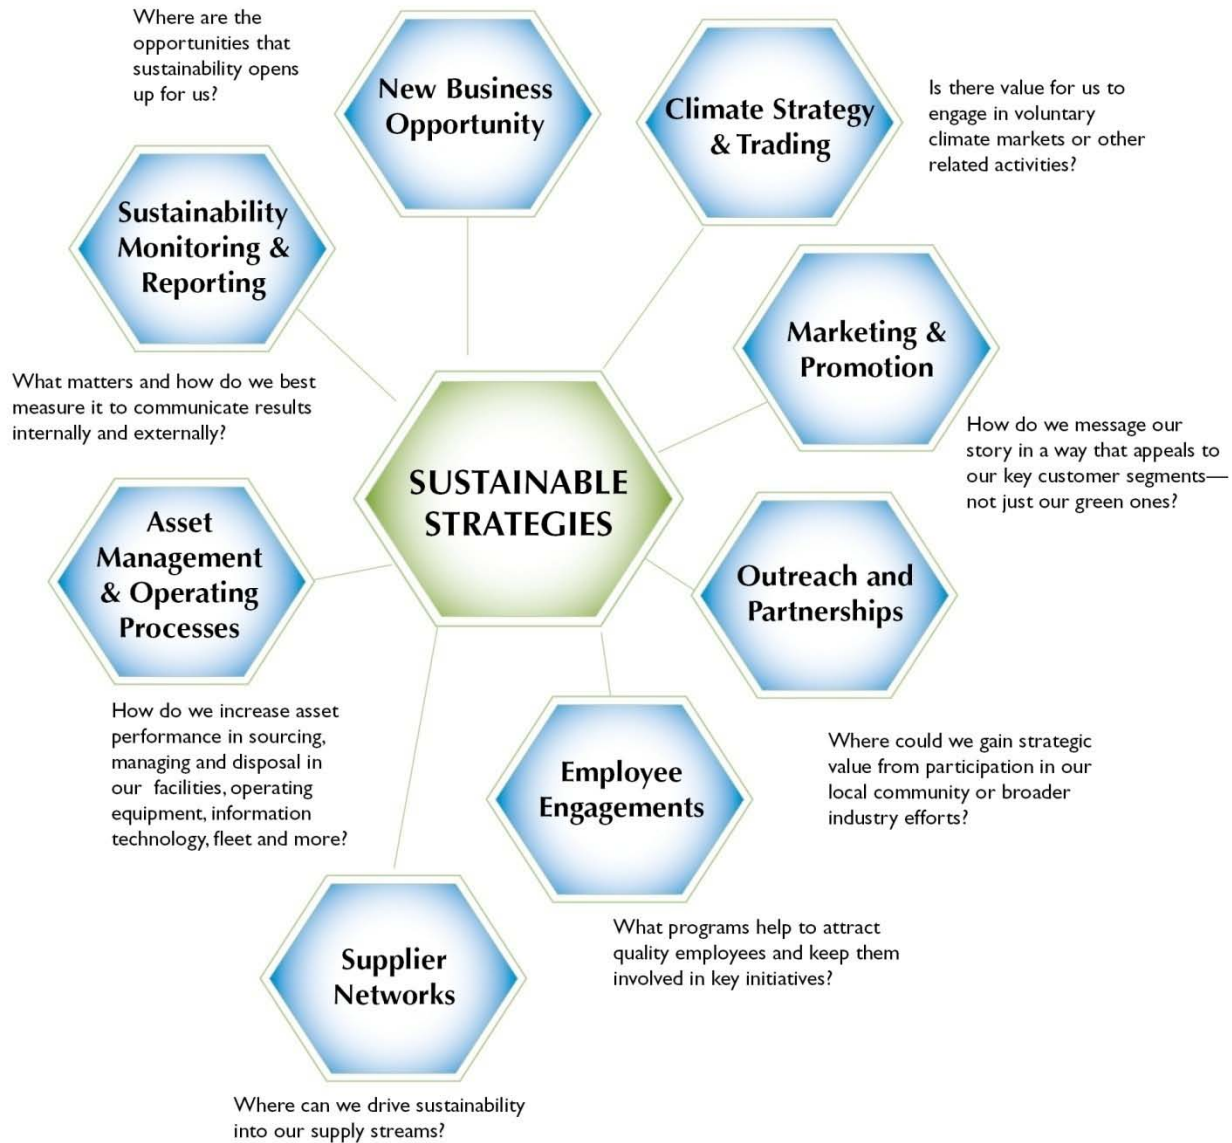 Where are the
opportunities that
sustainability opens
up for us?
New Business
Opportunity
Climate Strategy
& Trading
Is there value for us to
engage in voluntary
climate markets or other
related activities?
Sustainability
Monitoring &
Reporting
What matters and how do we best
measure it to communicate results
internally and externally?
Marketing &
Promotion
How do we message our
story in a way that appeals to
our key customer segments—
not just our green ones?
SUSTAINABLE
STRATEGIES
Asset
Management
& Operating
Processes
How do we increase asset
performance in sourcing,
managing and disposal in
our facilities, operating
equipment, information
technology, fleet and more?
Outreach and
Partnerships
Where could we gain strategic
value from participation in our
local community or broader
industry efforts?
Employee
Engagements
What programs help to attract
quality employees and keep them
involved in key initiatives?
Supplier
Networks
Where can we drive sustainability
into our supply streams?